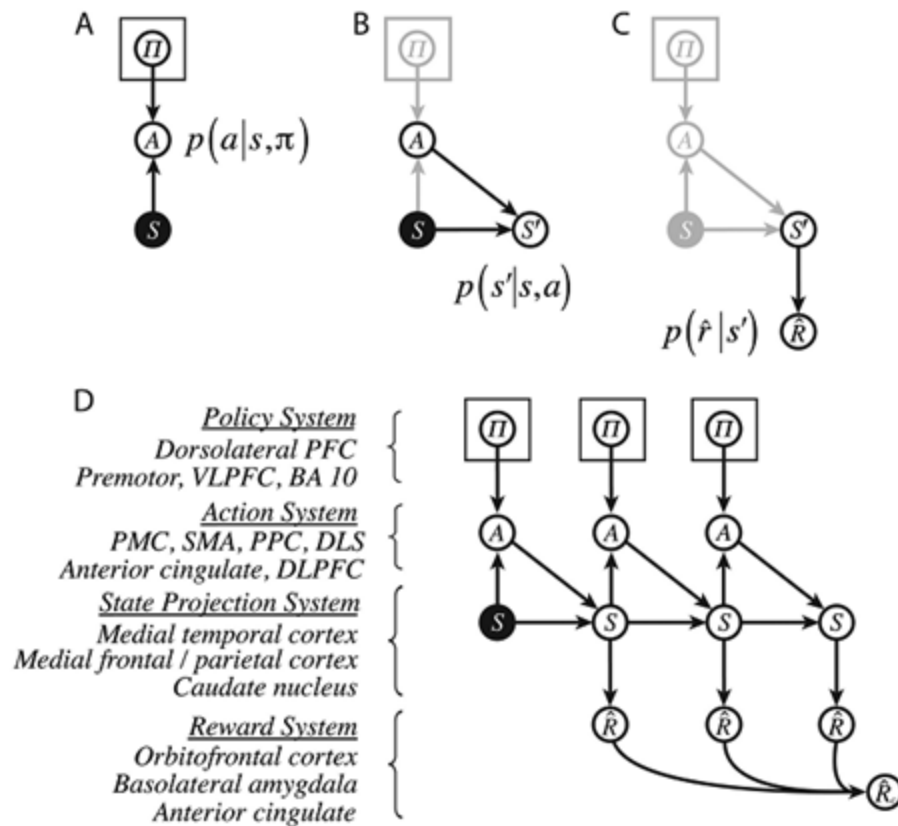 A
B
C
Π
Π
Π
A p(a|s,π)
A
A
S
S
S'
S
S'
p(s'|s,a)
p(r̂|s')
R̂
D
Policy System
Dorsolateral PFC
Premotor, VLPFC, BA 10
Π
Π
Π
Action System
PMC, SMA, PPC, DLS
Anterior cingulate, DLPFC
A
A
A
State Projection System
Medial temporal cortex
Medial frontal / parietal cortex
Caudate nucleus
S
S
S
S
Reward System
Orbitofrontal cortex
Basolateral amygdala
Anterior cingulate
R̂
R̂
R̂